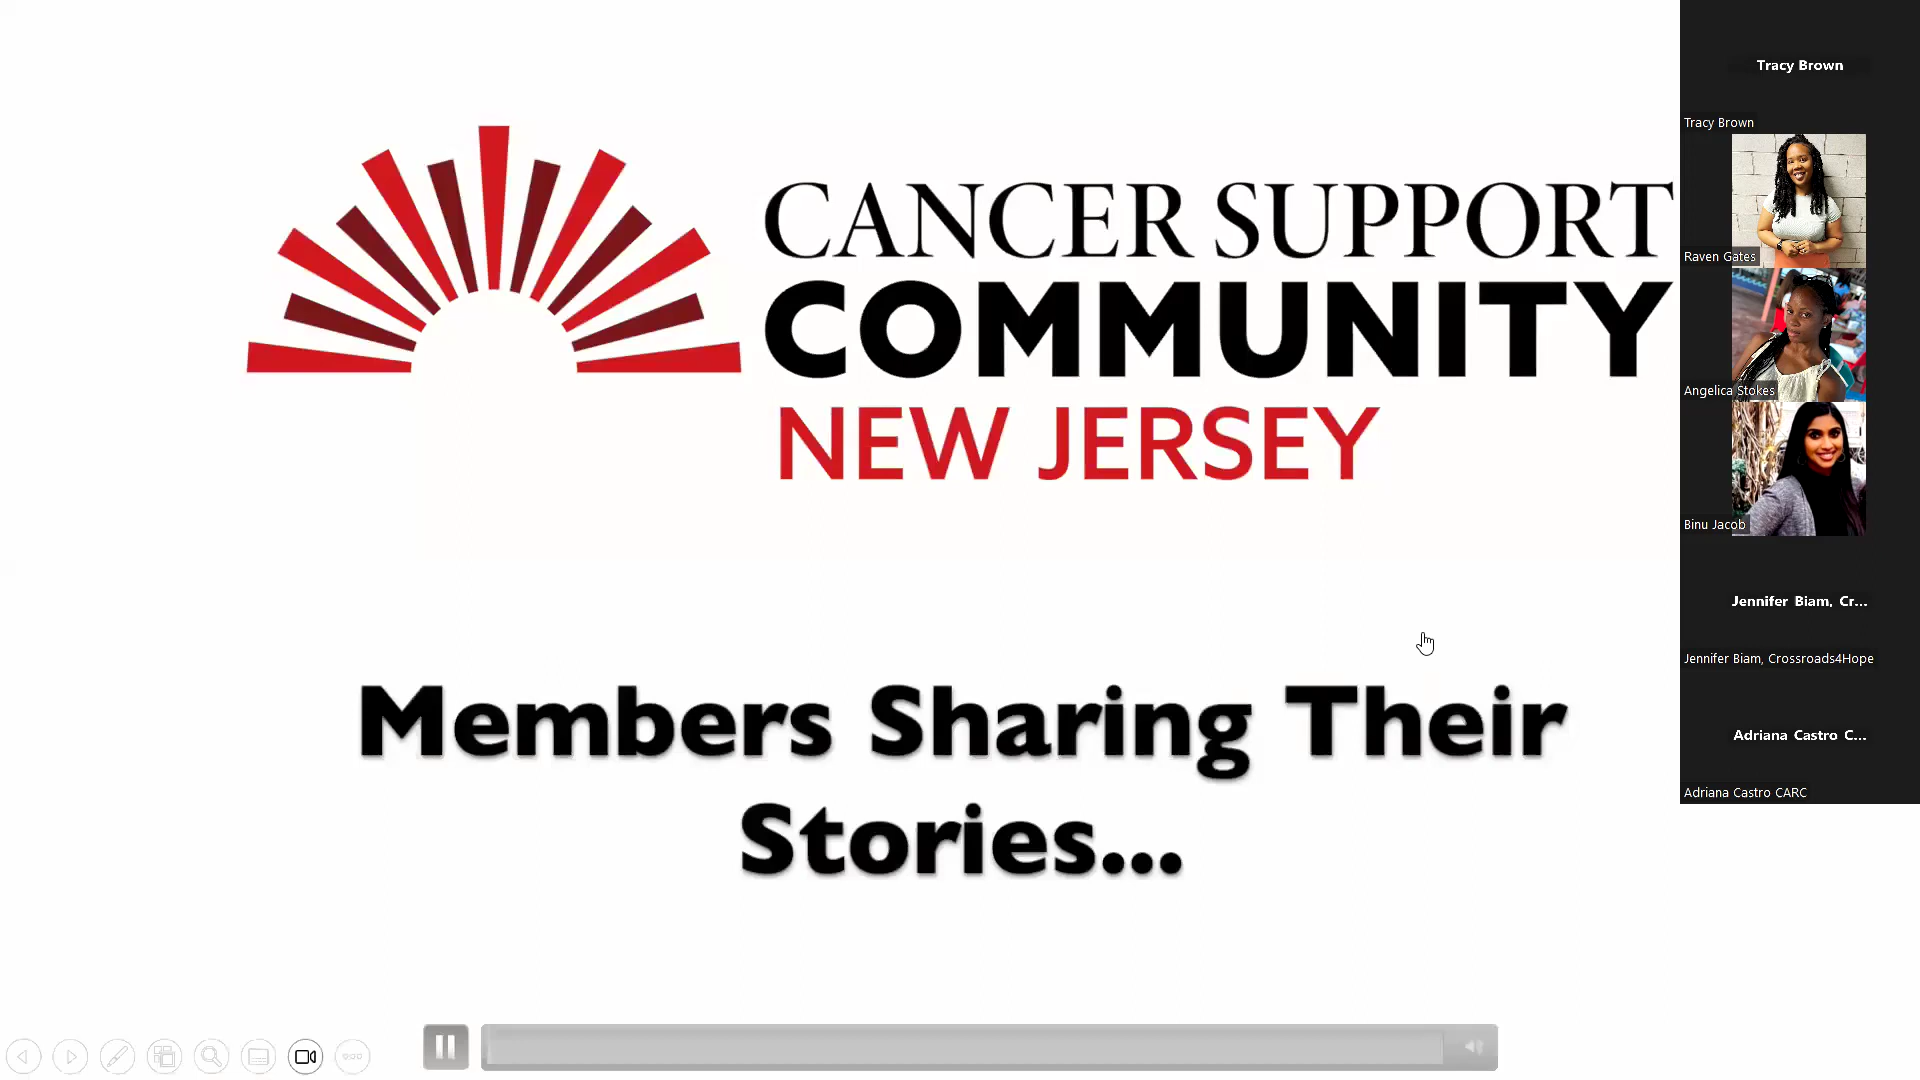 CANCER SUPPORT
COMMUNITY
NEW JERSEY
Members Sharing Their
Stories...
Tracy Brown
Tracy Brown
Raven Gates
Angelica Stokes
Binu Jacob
Jennifer Biam, Cr...
Jennifer Biam, Crossroads4Hope
Adriana Castro C...
Adriana Castro CARC